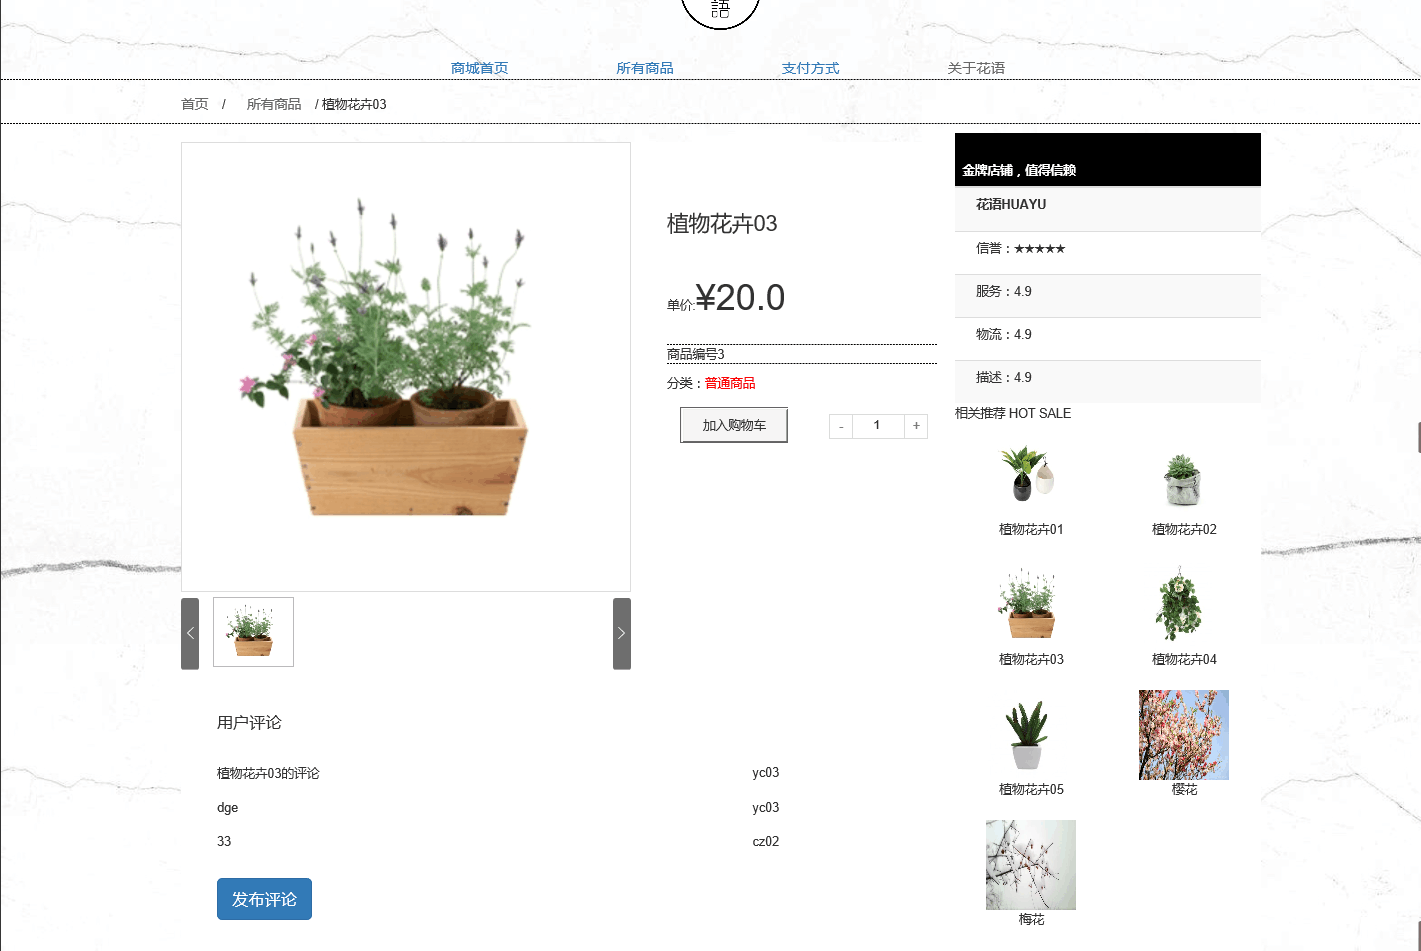 語
商城首页 所有商品 支付方式 关于花语
首页 / 所有商品 / 植物花卉03
金牌店铺，值得信赖
花语HUAYU
信誉：★★★★★
服务：4.9
物流：4.9
描述：4.9
植物花卉03
单价:¥20.0
商品编号3
分类：普通商品
加入购物车 - 1 +
相关推荐 HOT SALE
植物花卉01 植物花卉02
植物花卉03 植物花卉04
植物花卉05 樱花
梅花
用户评论
植物花卉03的评论 yc03
dge yc03
33 cz02
发布评论